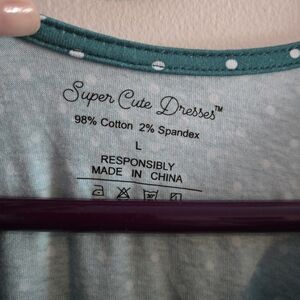 Super Cute Dresses™
98% Cotton 2% Spandex
L
RESPONSIBLY
MADE IN CHINA